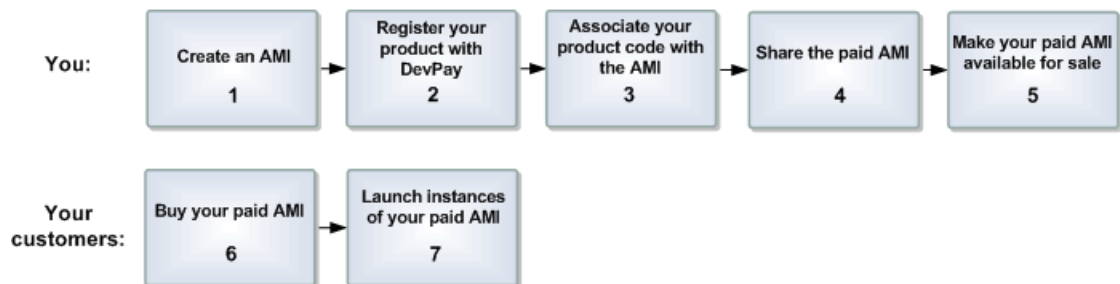 You:
Create an AMI
1
Register your
product with
DevPay
2
Associate your
product code with
the AMI
3
Share the paid AMI
4
Make your paid AMI
available for sale
5
Your
customers:
Buy your paid AMI
6
Launch instances
of your paid AMI
7